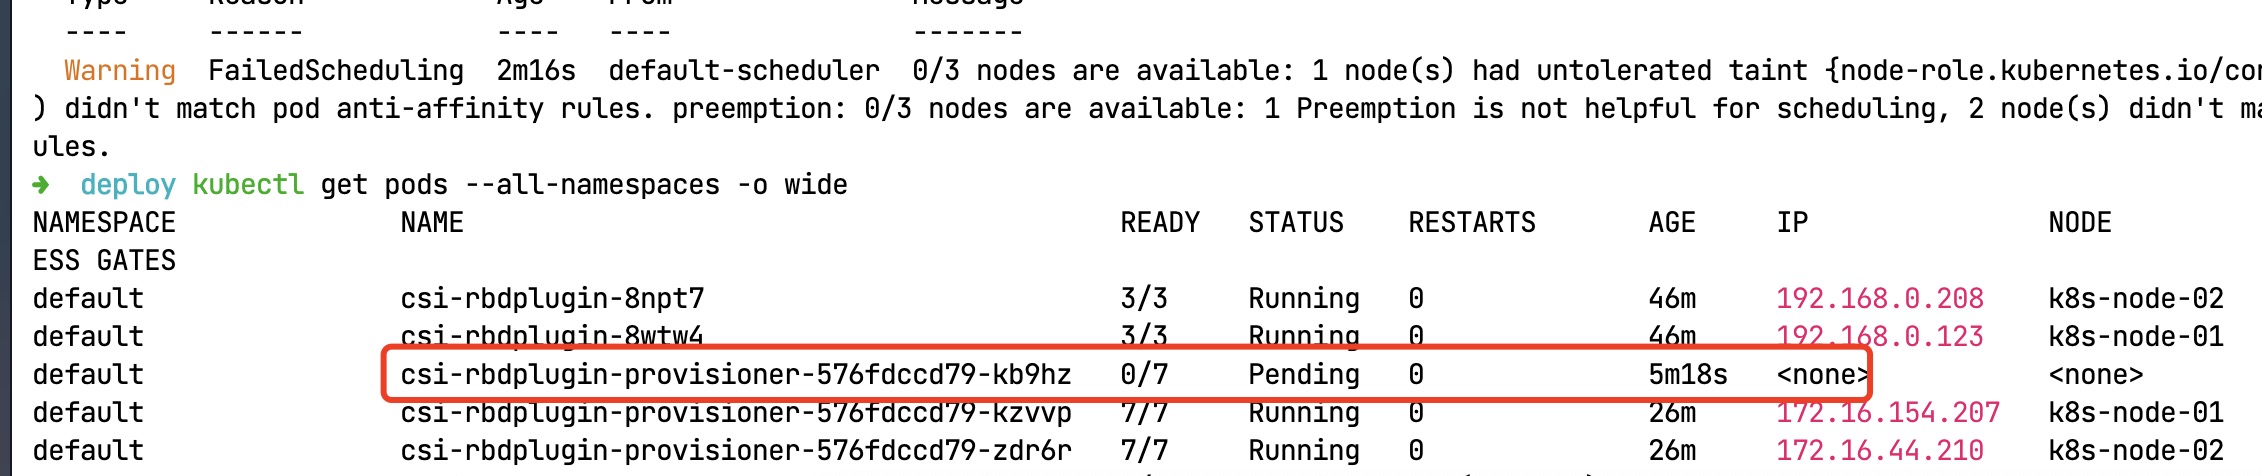 Type     Reason            Age    From               Message
----     ------            ----   ----               -------
Warning  FailedScheduling  2m16s  default-scheduler  0/3 nodes are available: 1 node(s) had untolerated taint {node-role.kubernetes.io/con
) didn't match pod anti-affinity rules. preemption: 0/3 nodes are available: 1 Preemption is not helpful for scheduling, 2 node(s) didn't ma
ules.
➜  deploy kubectl get pods --all-namespaces -o wide
NAMESPACE              NAME                                         READY   STATUS    RESTARTS       AGE     IP               NODE
ESS GATES
default                csi-rbdplugin-8npt7                          3/3     Running   0              46m     192.168.0.208    k8s-node-02
default                csi-rbdplugin-8wtw4                          3/3     Running   0              46m     192.168.0.123    k8s-node-01
default                csi-rbdplugin-provisioner-576fdccd79-kb9hz   0/7     Pending   0              5m18s   <none>           <none>
default                csi-rbdplugin-provisioner-576fdccd79-kzvvp   7/7     Running   0              26m     172.16.154.207   k8s-node-01
default                csi-rbdplugin-provisioner-576fdccd79-zdr6r   7/7     Running   0              26m     172.16.44.210    k8s-node-02